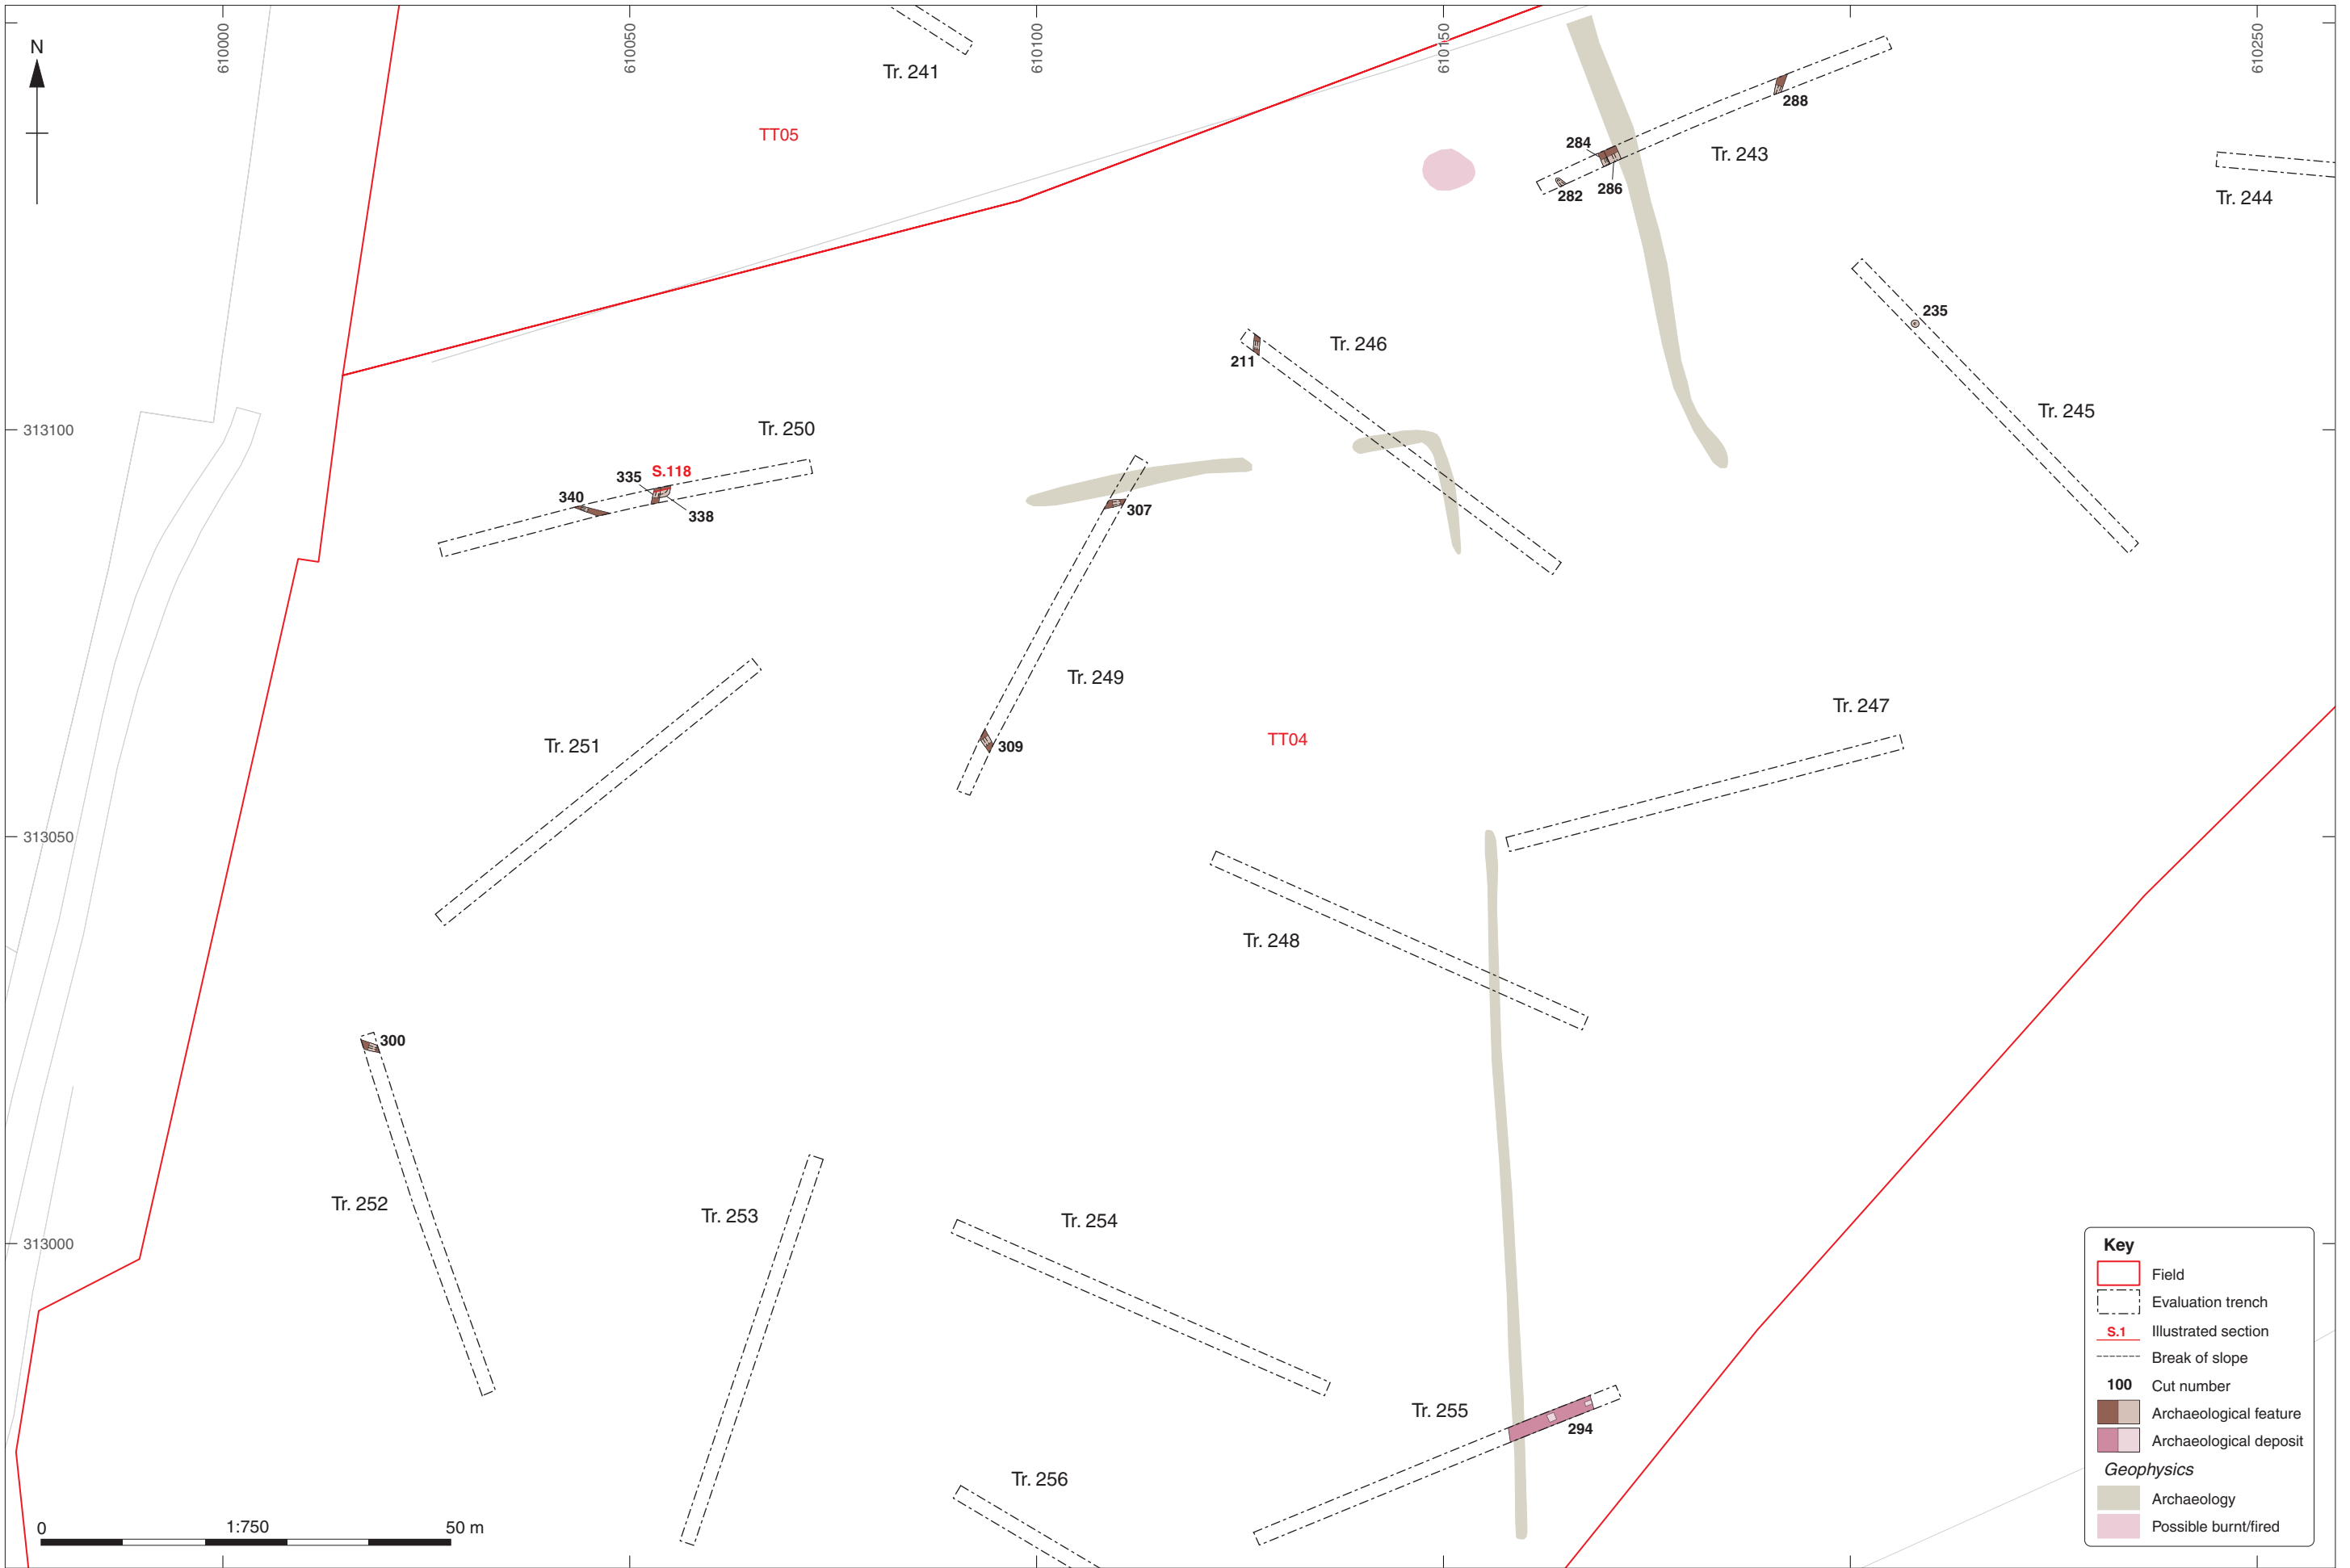 610000
610050
610100
610150
610250
N
Tr. 241
TT05
288
284
Tr. 243
282
286
Tr. 244
235
Tr. 246
211
Tr. 245
313100
Tr. 250
335
S.118
340
338
307
Tr. 249
Tr. 247
TT04
Tr. 251
309
313050
Tr. 248
300
Tr. 252
Tr. 253
Tr. 254
313000
Tr. 255
294
Tr. 256
0
1:750
50 m
Key
Field
Evaluation trench
S.1 Illustrated section
Break of slope
100 Cut number
Archaeological feature
Archaeological deposit
Geophysics
Archaeology
Possible burnt/fired